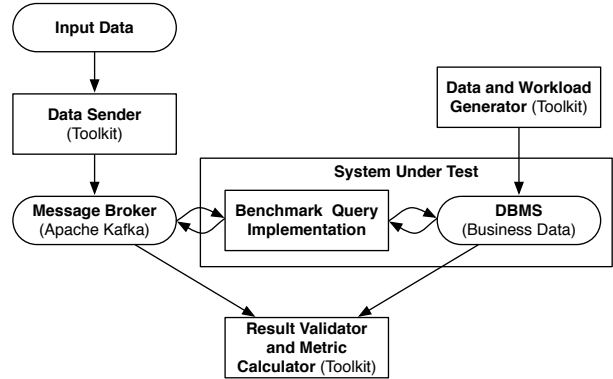 Input Data
Data Sender
(Toolkit)
Data and Workload
Generator (Toolkit)
System Under Test
Message Broker
(Apache Kafka)
Benchmark Query
Implementation
DBMS
(Business Data)
Result Validator
and Metric
Calculator (Toolkit)